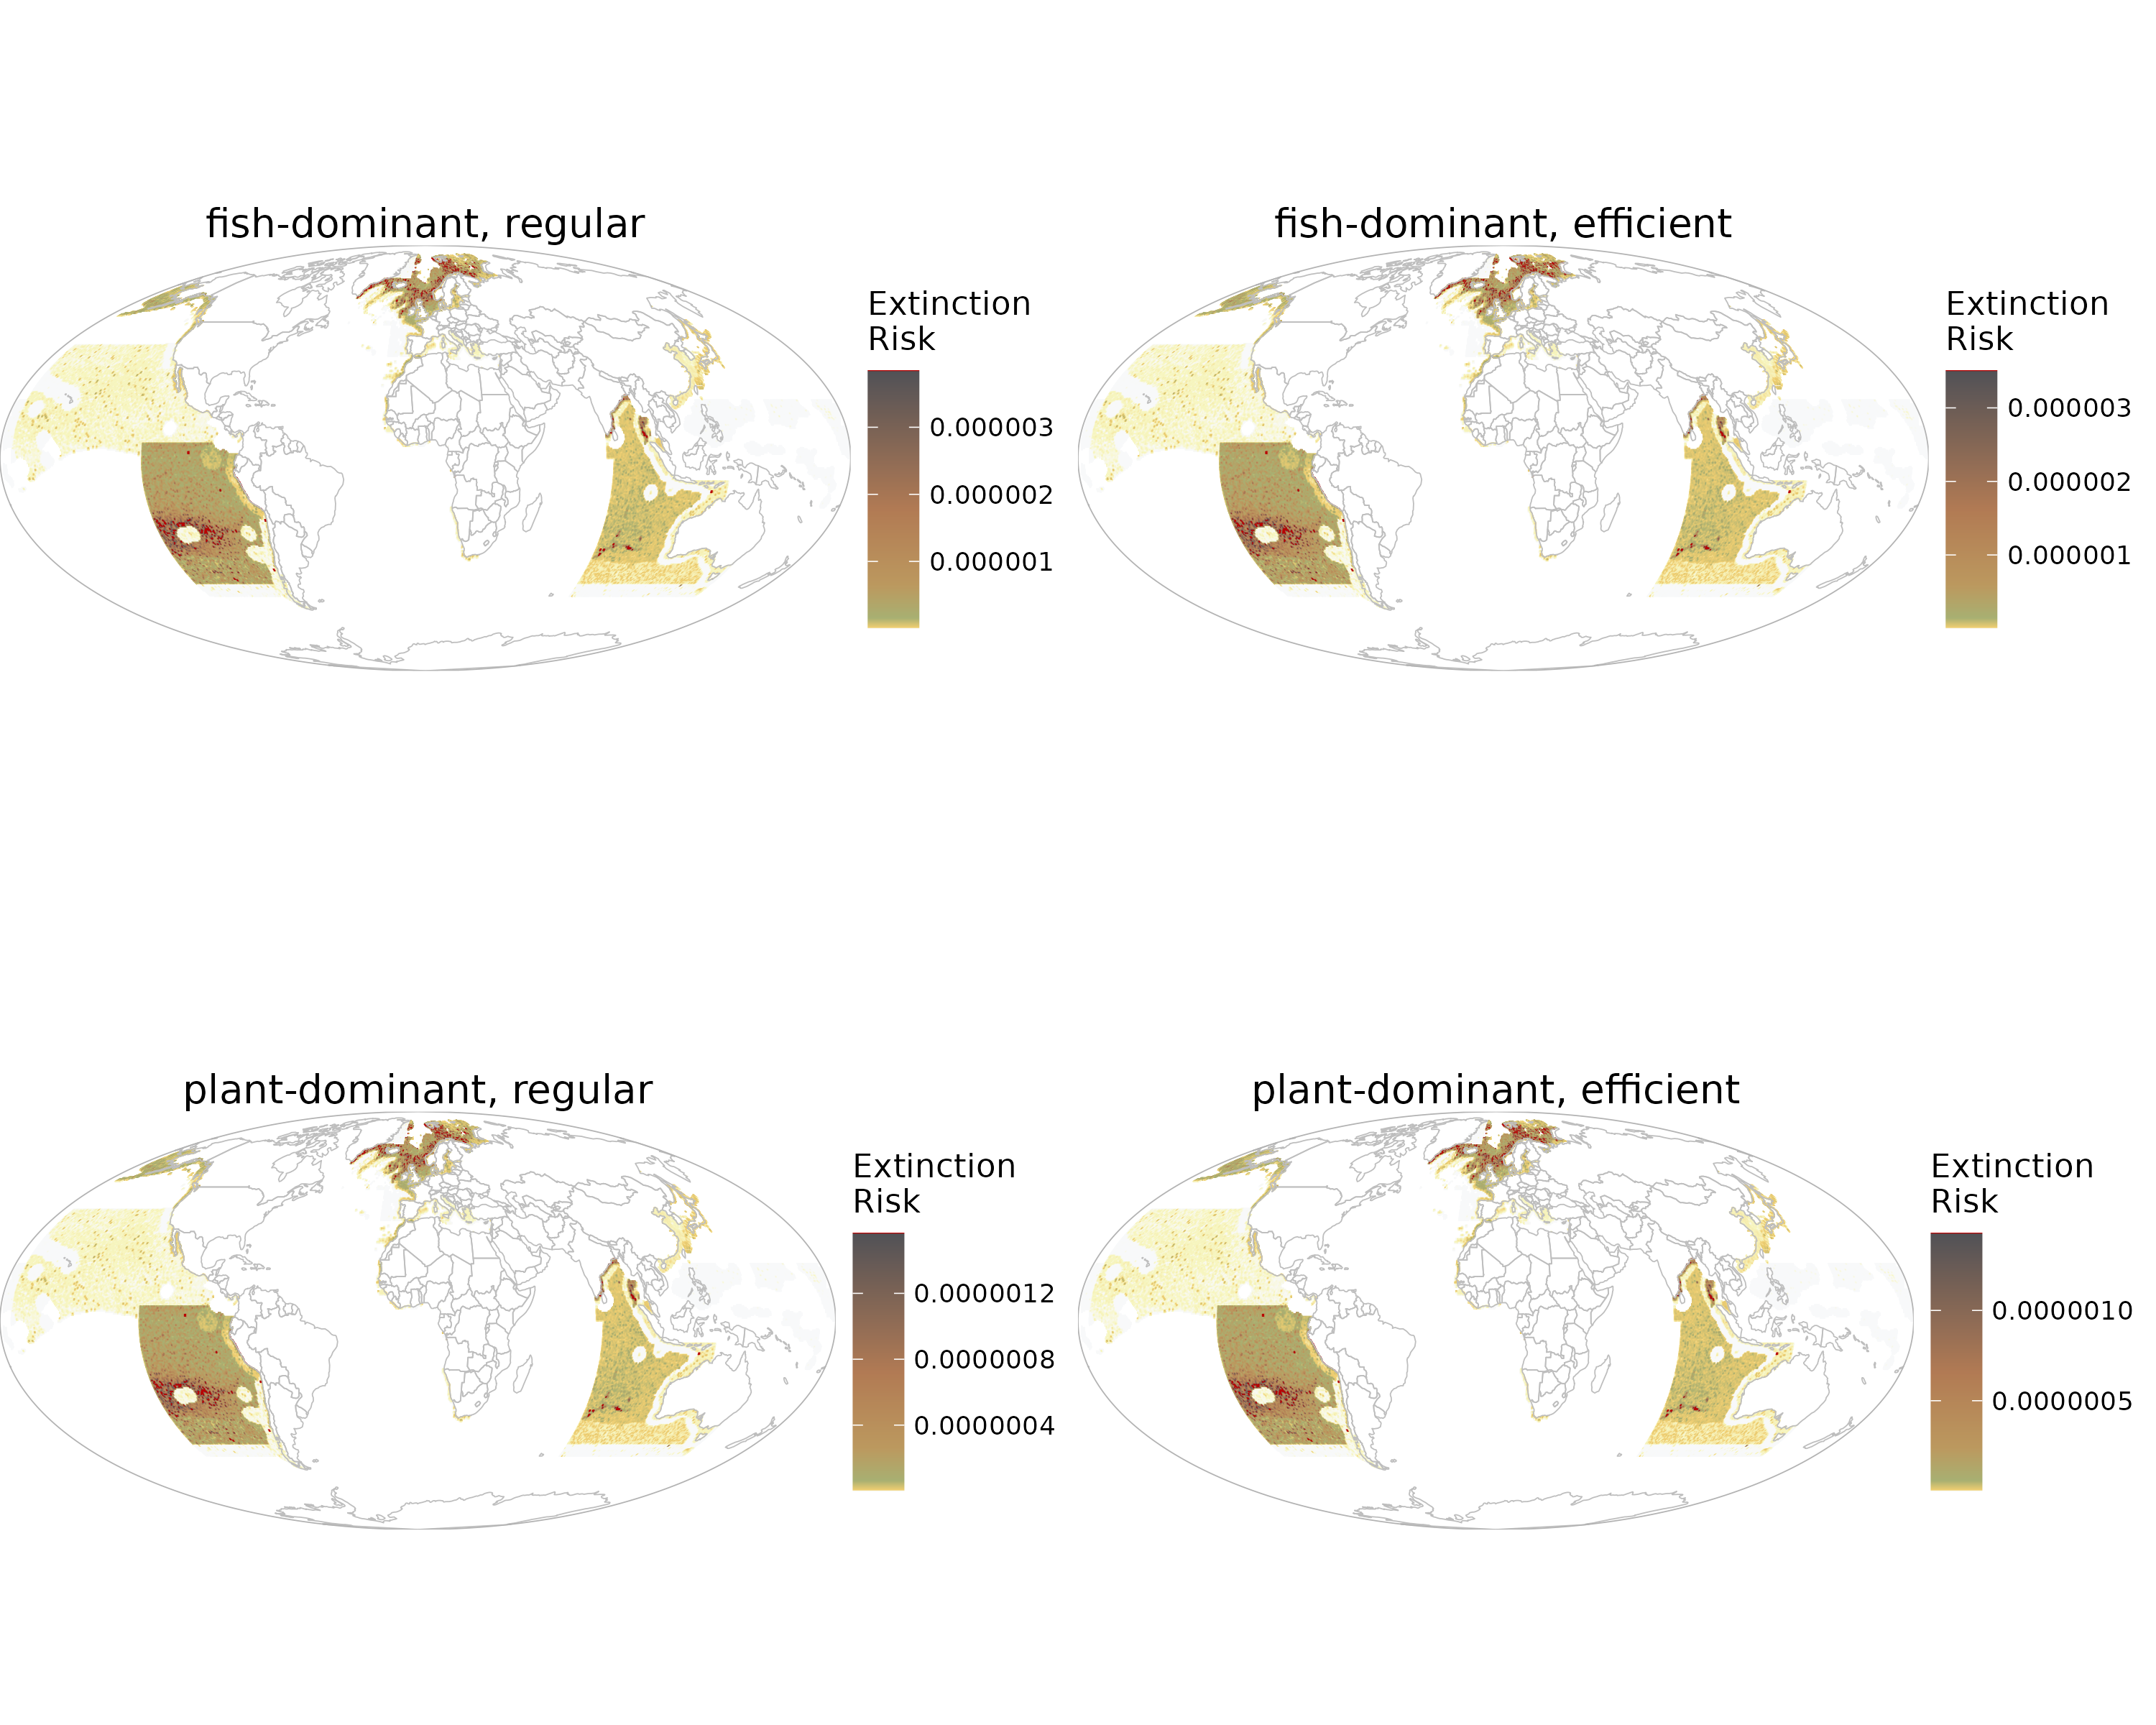 fish-dominant, regular
Extinction
Risk
0.000003
0.000002
0.000001
fish-dominant, efficient
Extinction
Risk
0.000003
0.000002
0.000001
plant-dominant, regular
Extinction
Risk
0.0000012
0.0000008
0.0000004
plant-dominant, efficient
Extinction
Risk
0.0000010
0.0000005